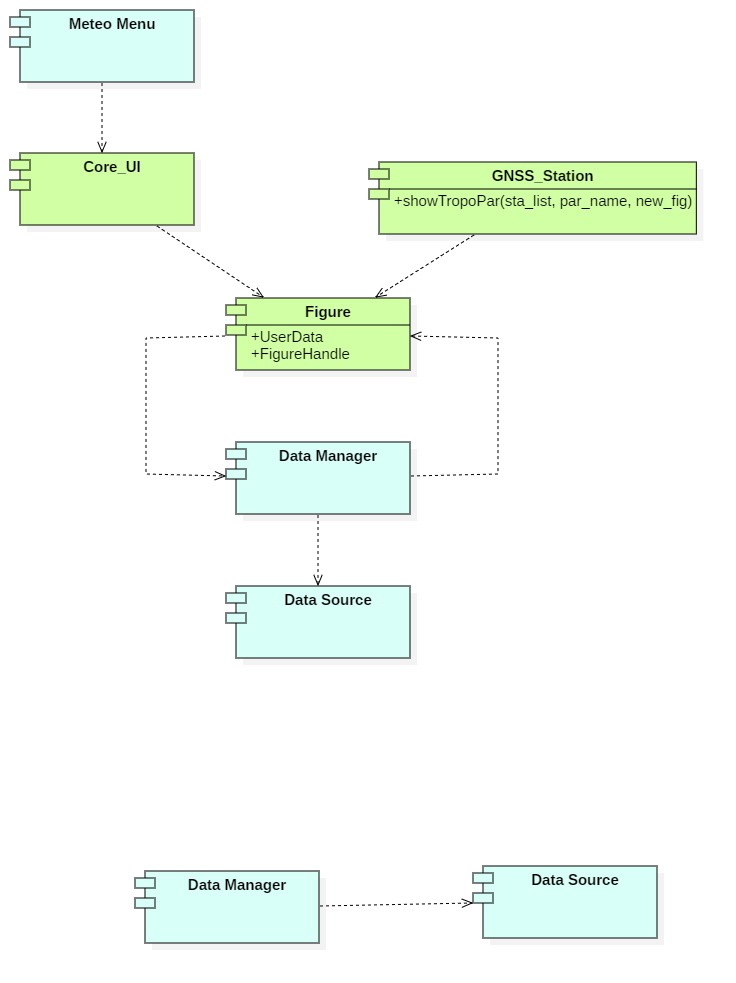 Meteo Menu
Core_UI
GNSS_Station
+showTropoPar(sta_list, par_name, new_fig)
Figure
+UserData
+FigureHandle
Data Manager
Data Source
Data Manager
Data Source